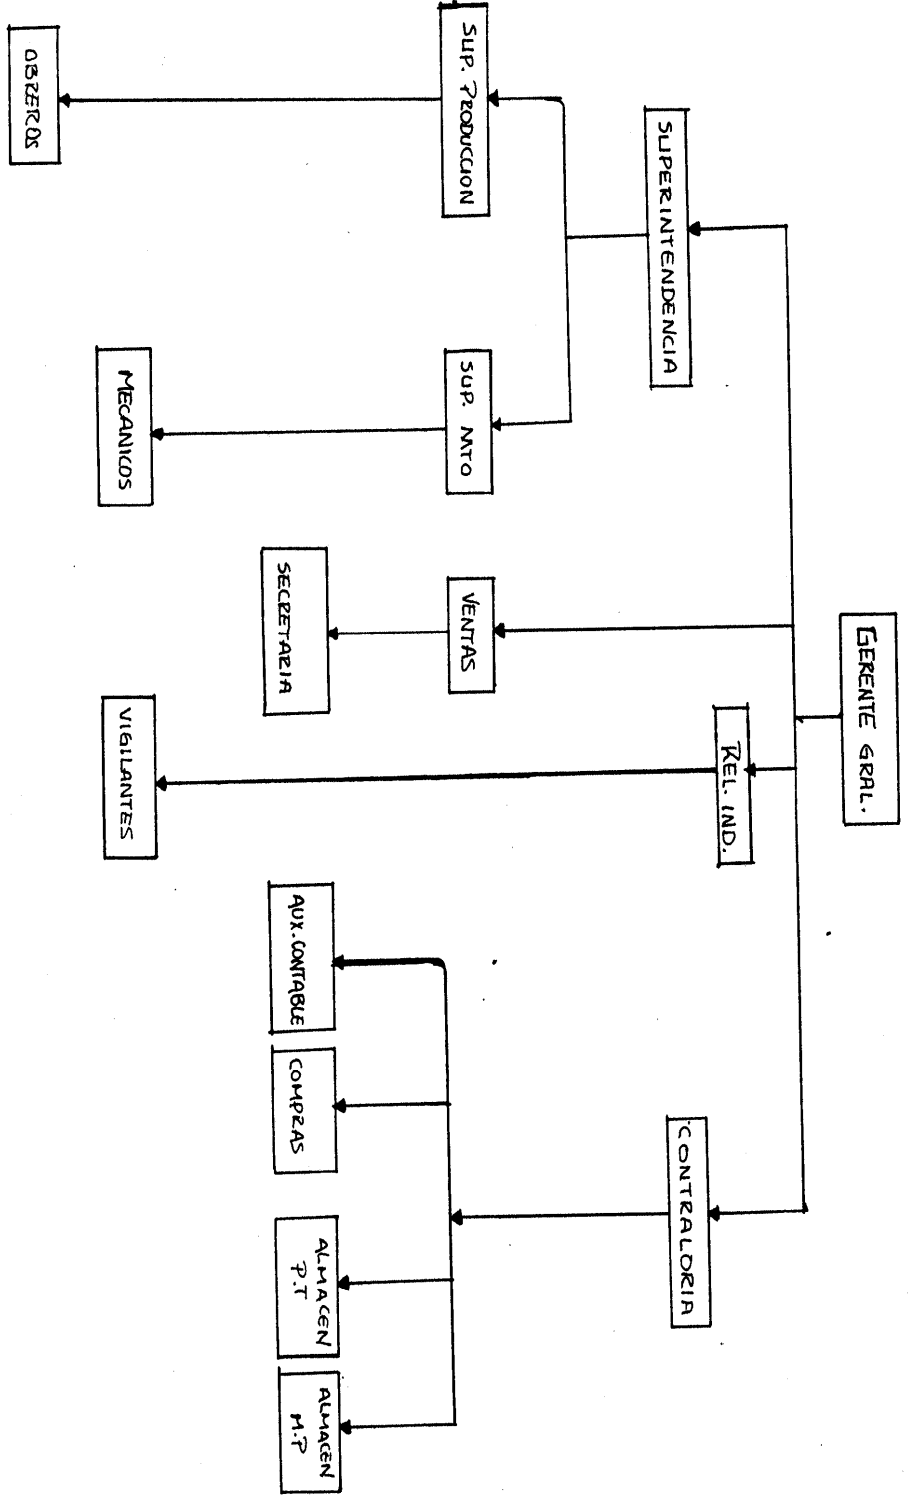 GERENTE GRAL.
SUPERINTENDENCIA
REL. IND.
CONTRALORIA
SUP. PRODUCCION
SUP. MTO
VENTAS
SECRETARIA
AUX. CONTABLE
COMPRAS
ALMACEN
P.T
ALMACEN
M.P
OBREROS
MECANICOS
VIGILANTES